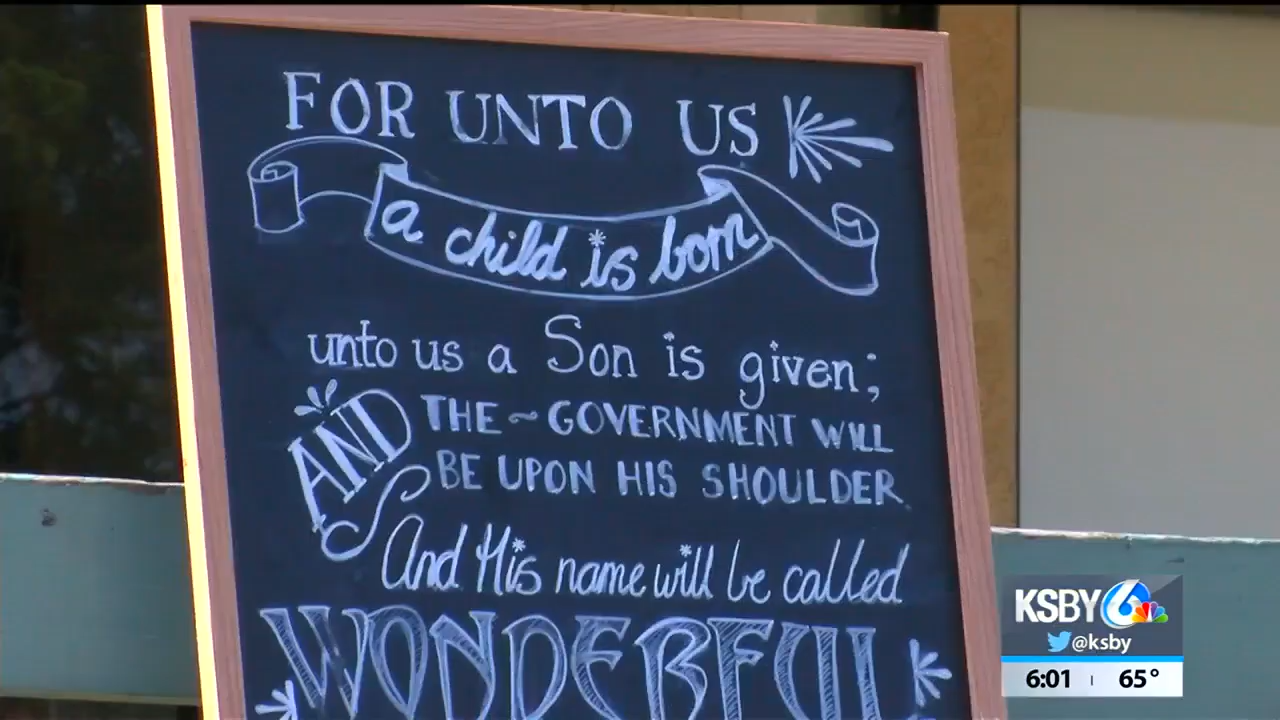 FOR UNTO US
a child is born
unto us a Son is given;
AND THE ~ GOVERNMENT WILL
BE UPON HIS SHOULDER
And His name will be called
WONDERFUL
KSBY 6
@ksby
6:01 65°